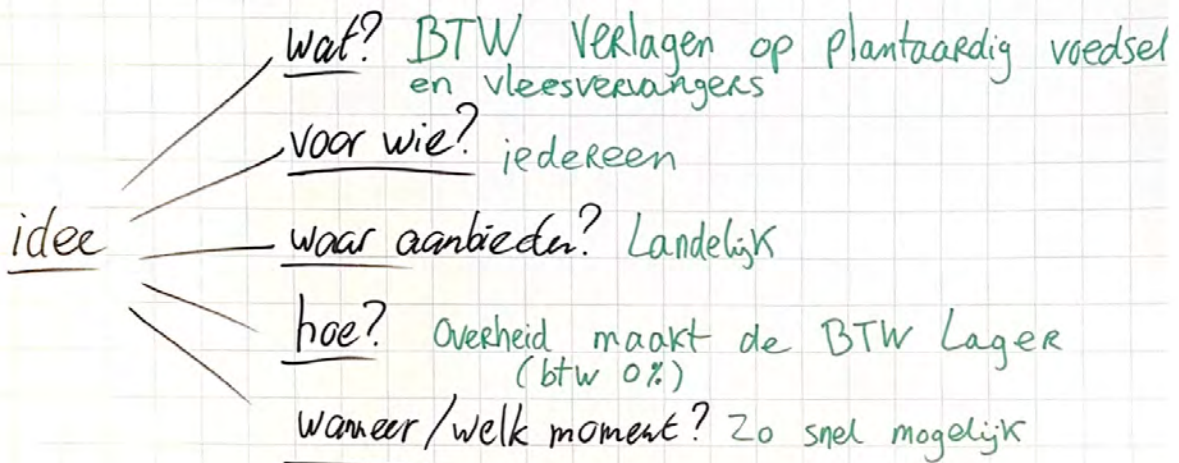 wat? BTW verlagen op plantaardig voedsel
en vleesvervangers
voor wie? iedereen
idee
waar aanbieden? Landelijk
hoe? Overheid maakt de BTW Lager
(btw 0%)
wanneer/welk moment? Zo snel mogelijk